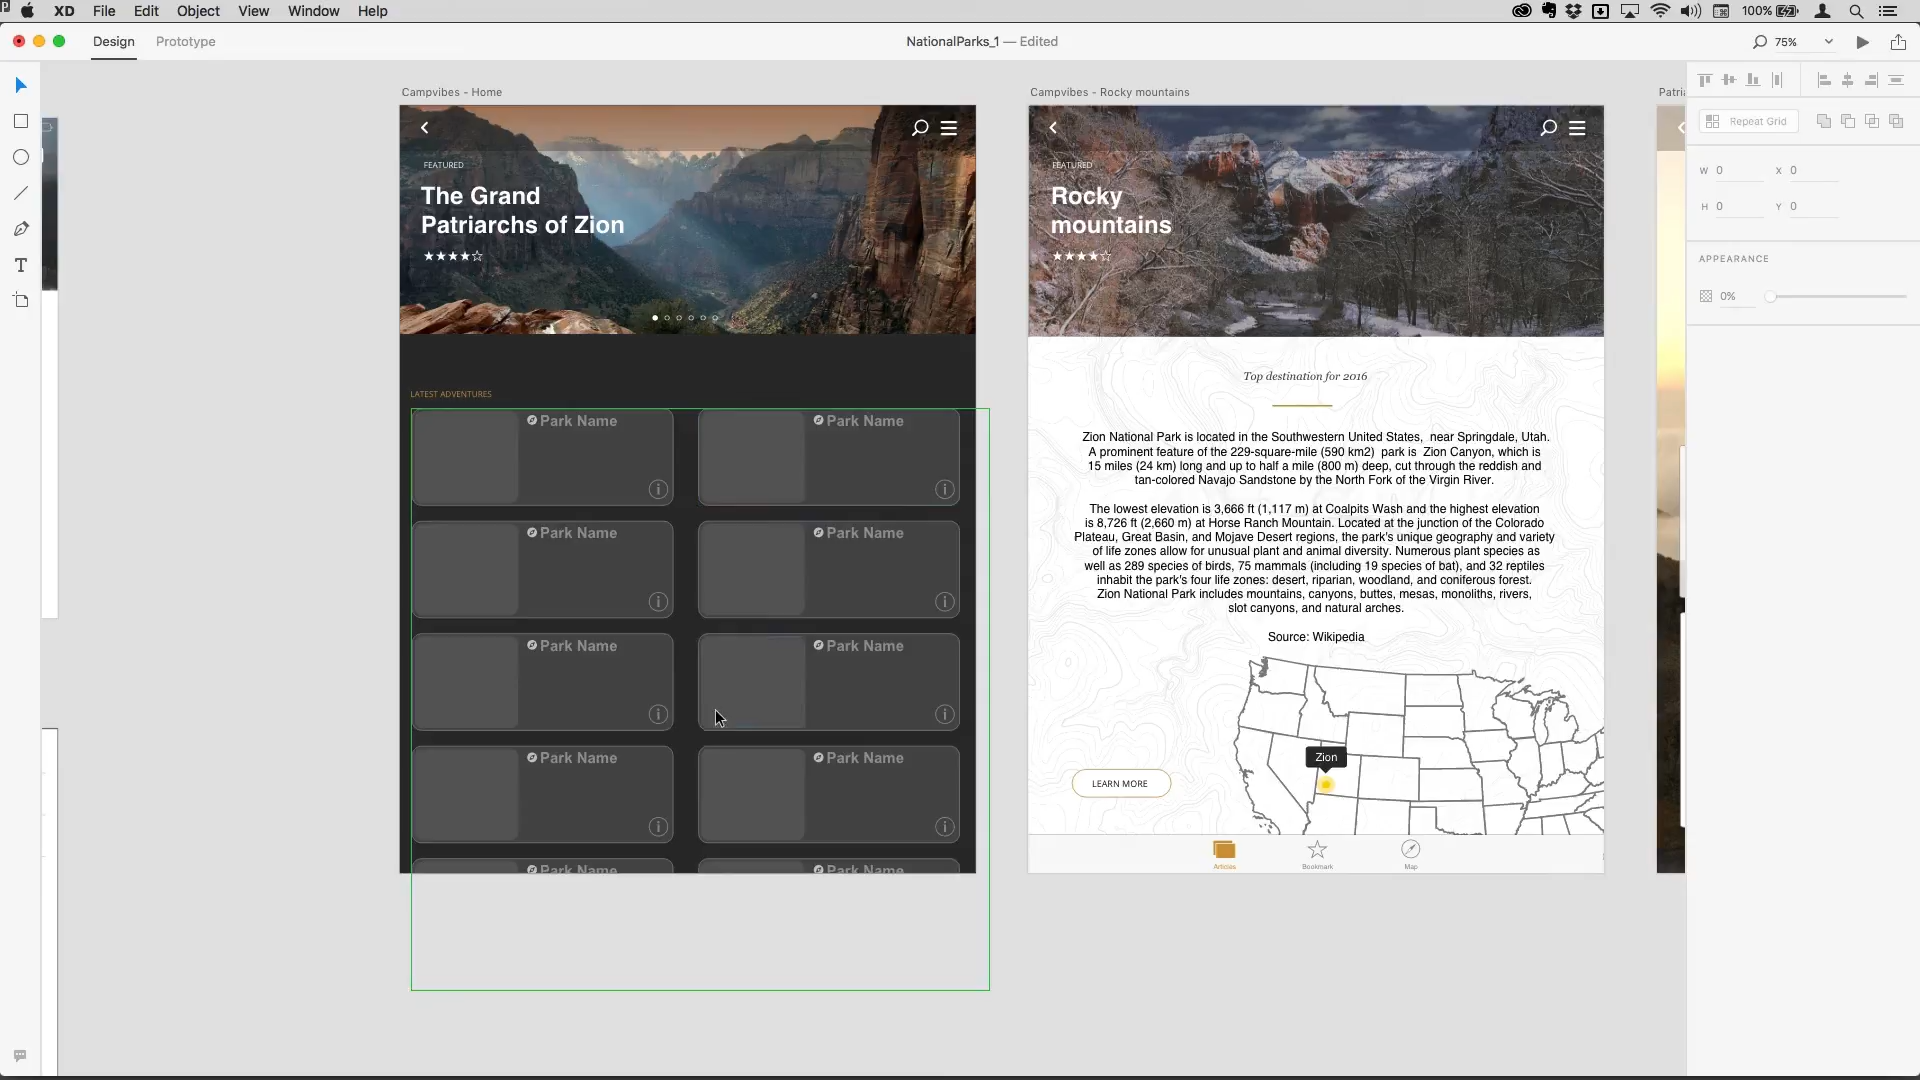 XD File Edit Object View Window Help 100%
Design Prototype NationalParks_1 — Edited 75%
Campvibes - Home
FEATURED
The Grand
Patriarchs of Zion
★★★★☆
LATEST ADVENTURES
Park Name Park Name
Park Name Park Name
Park Name Park Name
Park Name Park Name
Park Name Park Name
Campvibes - Rocky mountains
FEATURED
Rocky
mountains
★★★★☆
Top destination for 2016
Zion National Park is located in the Southwestern United States, near Springdale, Utah.
A prominent feature of the 229-square-mile (590 km2) park is Zion Canyon, which is
15 miles (24 km) long and up to half a mile (800 m) deep, cut through the reddish and
tan-colored Navajo Sandstone by the North Fork of the Virgin River.
The lowest elevation is 3,666 ft (1,117 m) at Coalpits Wash and the highest elevation
is 8,726 ft (2,660 m) at Horse Ranch Mountain. Located at the junction of the Colorado
Plateau, Great Basin, and Mojave Desert regions, the park's unique geography and variety
of life zones allow for unusual plant and animal diversity. Numerous plant species as
well as 289 species of birds, 75 mammals (including 19 species of bat), and 32 reptiles
inhabit the park's four life zones: desert, riparian, woodland, and coniferous forest.
Zion National Park includes mountains, canyons, buttes, mesas, monoliths, rivers,
slot canyons, and natural arches.
Source: Wikipedia
Zion
LEARN MORE
Articles Bookmark Map
Patri
Repeat Grid
W 0 X 0
H 0 Y 0
APPEARANCE
0%